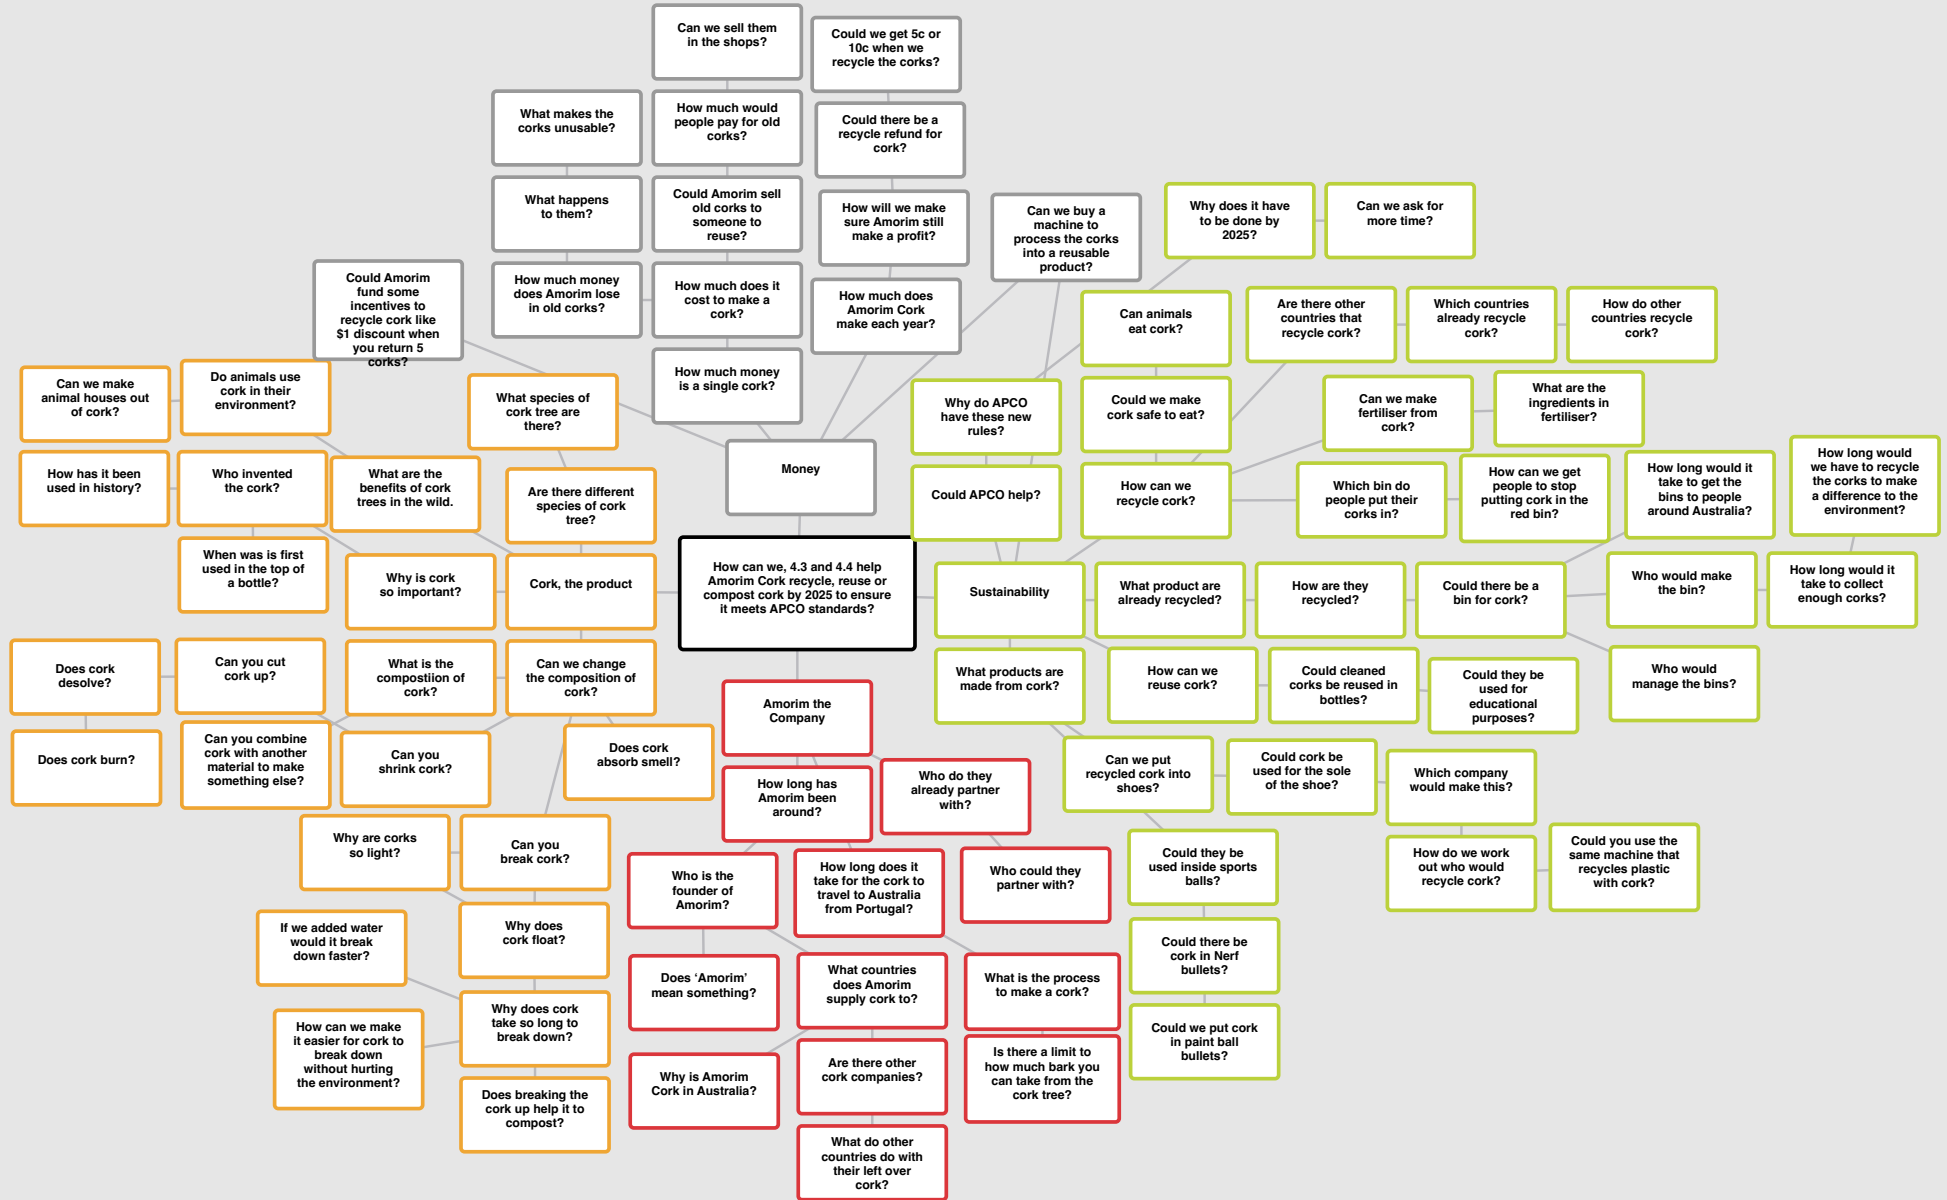 Can we sell them
in the shops?
Could we get 5c or
10c when we
recycle the corks?
What makes the
corks unusable?
How much would
people pay for old
corks?
Could there be a
recycle refund for
cork?
What happens
to them?
Could Amorim sell
old corks to
someone to
reuse?
How will we make
sure Amorim still
make a profit?
Can we buy a
machine to
process the corks
into a reusable
product?
Why does it have
to be done by
2025?
Can we ask for
more time?
Could Amorim
fund some
incentives to
recycle cork like
$1 discount when
you return 5
corks?
How much money
does Amorim lose
in old corks?
How much does it
cost to make a
cork?
How much does
Amorim Cork
make each year?
Can animals
eat cork?
Are there other
countries that
recycle cork?
Which countries
already recycle
cork?
How do other
countries recycle
cork?
Can we make
animal houses out
of cork?
Do animals use
cork in their
environment?
What species of
cork tree are
there?
How much money
is a single cork?
Why do APCO
have these new
rules?
Could we make
cork safe to eat?
Can we make
fertiliser from
cork?
What are the
ingredients in
fertiliser?
How has it been
used in history?
Who invented
the cork?
What are the
benefits of cork
trees in the wild.
Are there different
species of cork
tree?
Money
Could APCO help?
How can we
recycle cork?
Which bin do
people put their
corks in?
How can we get
people to stop
putting cork in the
red bin?
How long would it
take to get the
bins to people
around Australia?
How long would
we have to recycle
the corks to make
a difference to the
environment?
When was is first
used in the top of
a bottle?
Why is cork
so important?
Cork, the product
How can we, 4.3 and 4.4 help
Amorim Cork recycle, reuse or
compost cork by 2025 to ensure
it meets APCO standards?
Sustainability
What product are
already recycled?
How are they
recycled?
Could there be a
bin for cork?
Who would make
the bin?
How long would it
take to collect
enough corks?
Does cork
desolve?
Can you cut
cork up?
What is the
compostiion of
cork?
Can we change
the composition of
cork?
Amorim the
Company
What products are
made from cork?
How can we
reuse cork?
Could cleaned
corks be reused in
bottles?
Could they be
used for
educational
purposes?
Who would
manage the bins?
Does cork burn?
Can you combine
cork with another
material to make
something else?
Can you
shrink cork?
Does cork
absorb smell?
How long has
Amorim been
around?
Who do they
already partner
with?
Can we put
recycled cork into
shoes?
Could cork be
used for the sole
of the shoe?
Which company
would make this?
Why are corks
so light?
Can you
break cork?
Who is the
founder of
Amorim?
How long does it
take for the cork to
travel to Australia
from Portugal?
Who could they
partner with?
Could they be
used inside sports
balls?
How do we work
out who would
recycle cork?
Could you use the
same machine that
recycles plastic
with cork?
If we added water
would it break
down faster?
Why does
cork float?
Does ‘Amorim’
mean something?
What countries
does Amorim
supply cork to?
What is the process
to make a cork?
Could there be
cork in Nerf
bullets?
How can we make
it easier for cork to
break down
without hurting
the environment?
Why does cork
take so long to
break down?
Why is Amorim
Cork in Australia?
Are there other
cork companies?
Is there a limit to
how much bark you
can take from the
cork tree?
Could we put cork
in paint ball
bullets?
Does breaking the
cork up help it to
compost?
What do other
countries do with
their left over
cork?